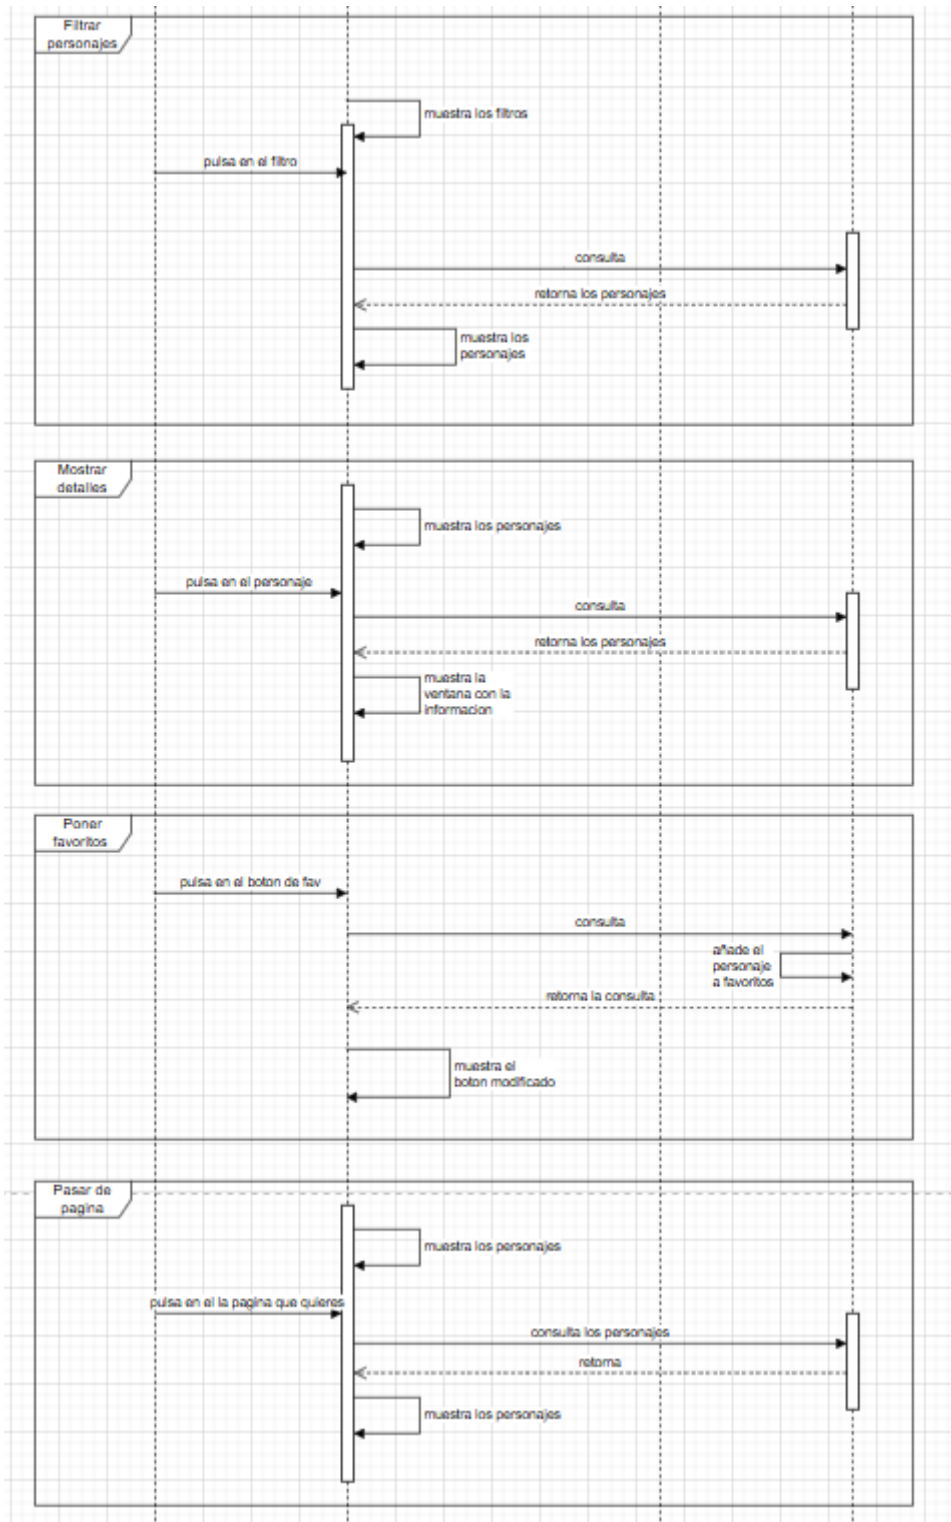 Filtrar
personajes
muestra los filtros
pulsa en el filtro
consulta
retorna los personajes
muestra los
personajes
Mostrar
detalles
muestra los personajes
pulsa en el personaje
consulta
retorna los personajes
muestra la
ventana con la
informacion
Poner
favoritos
pulsa en el boton de fav
consulta
añade el
personaje
a favoritos
retorna la consulta
muestra el
boton modificado
Pasar de
pagina
muestra los personajes
pulsa en el la pagina que quieres
consulta los personajes
retorna
muestra los personajes